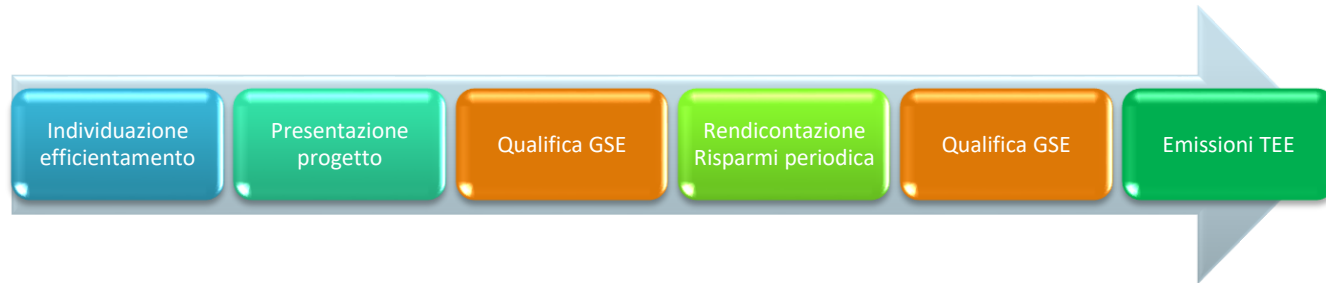 Individuazione
efficientamento
Presentazione
progetto
Qualifica GSE
Rendicontazione
Risparmi periodica
Qualifica GSE
Emissioni TEE